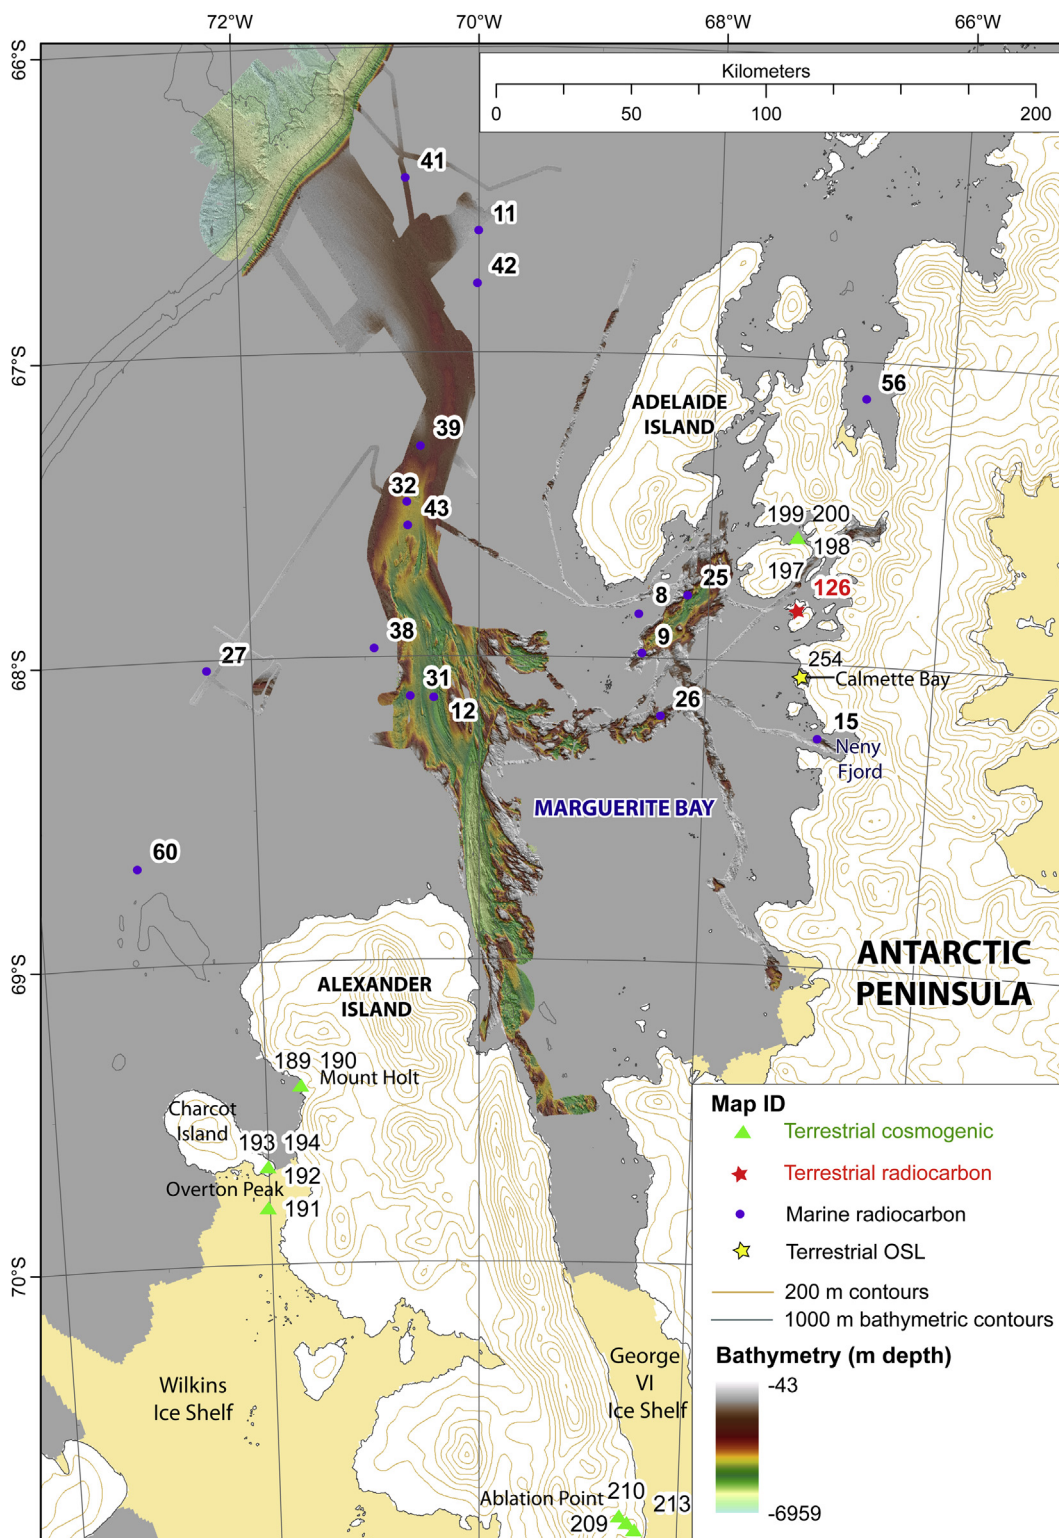 72°W
70°W
68°W
66°W
66°S
Kilometers
0
50
100
200
41
11
42
67°S
56
ADELAIDE
ISLAND
39
32
43
199
200
198
197
126
25
8
9
38
27
68°S
254
Calmette Bay
31
12
26
15
Neny
Fjord
MARGUERITE BAY
60
ANTARCTIC
PENINSULA
69°S
ALEXANDER
ISLAND
189
190
Mount Holt
Charcot
Island
193
194
192
Overton Peak
191
70°S
Wilkins
Ice Shelf
George
VI
Ice Shelf
Ablation Point
210
209
213
Map ID
Terrestrial cosmogenic
Terrestrial radiocarbon
Marine radiocarbon
Terrestrial OSL
200 m contours
1000 m bathymetric contours
Bathymetry (m depth)
-43
-6959